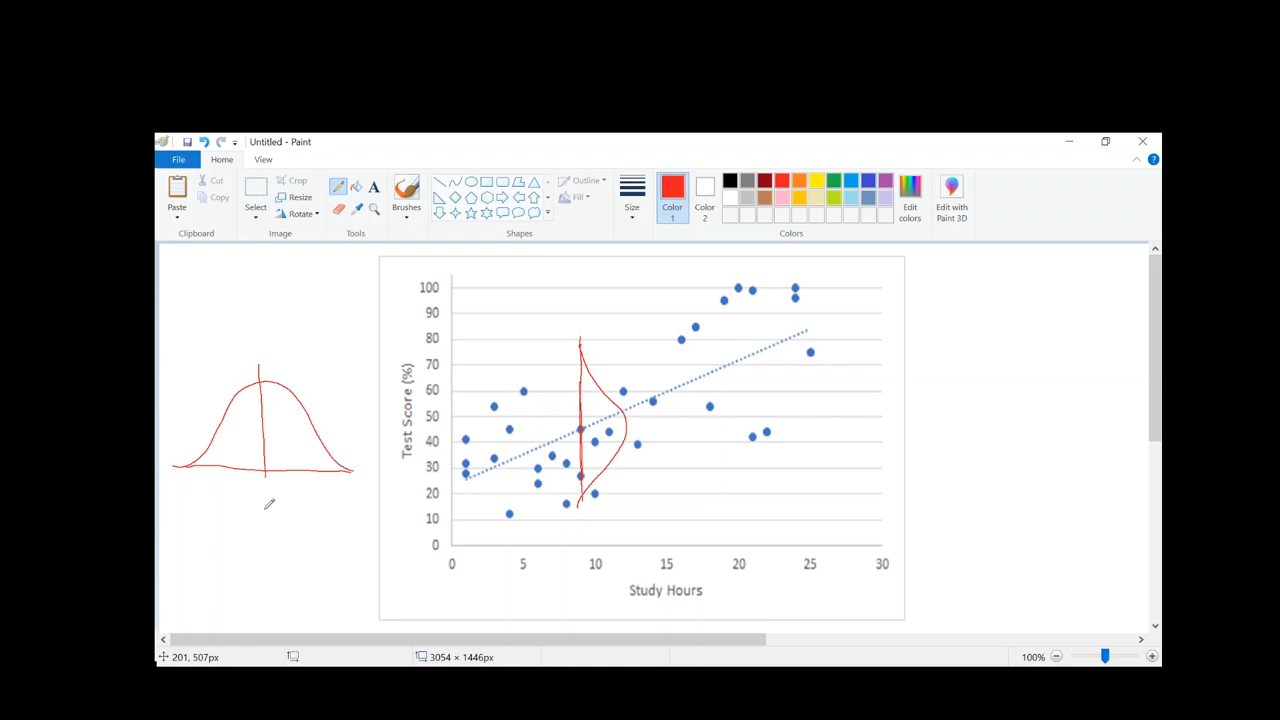 Untitled - Paint
File Home View
Paste
Cut
Copy
Clipboard
Select
Crop
Resize
Rotate
Image
A
Tools
Brushes
Outline
Fill
Shapes
Size
Color 1
Color 2
Edit colors
Edit with Paint 3D
Colors
100
90
80
70
60
50
40
30
20
10
0
Test Score (%)
0 5 10 15 20 25 30
Study Hours
201, 507px
3054 × 1446px
100%